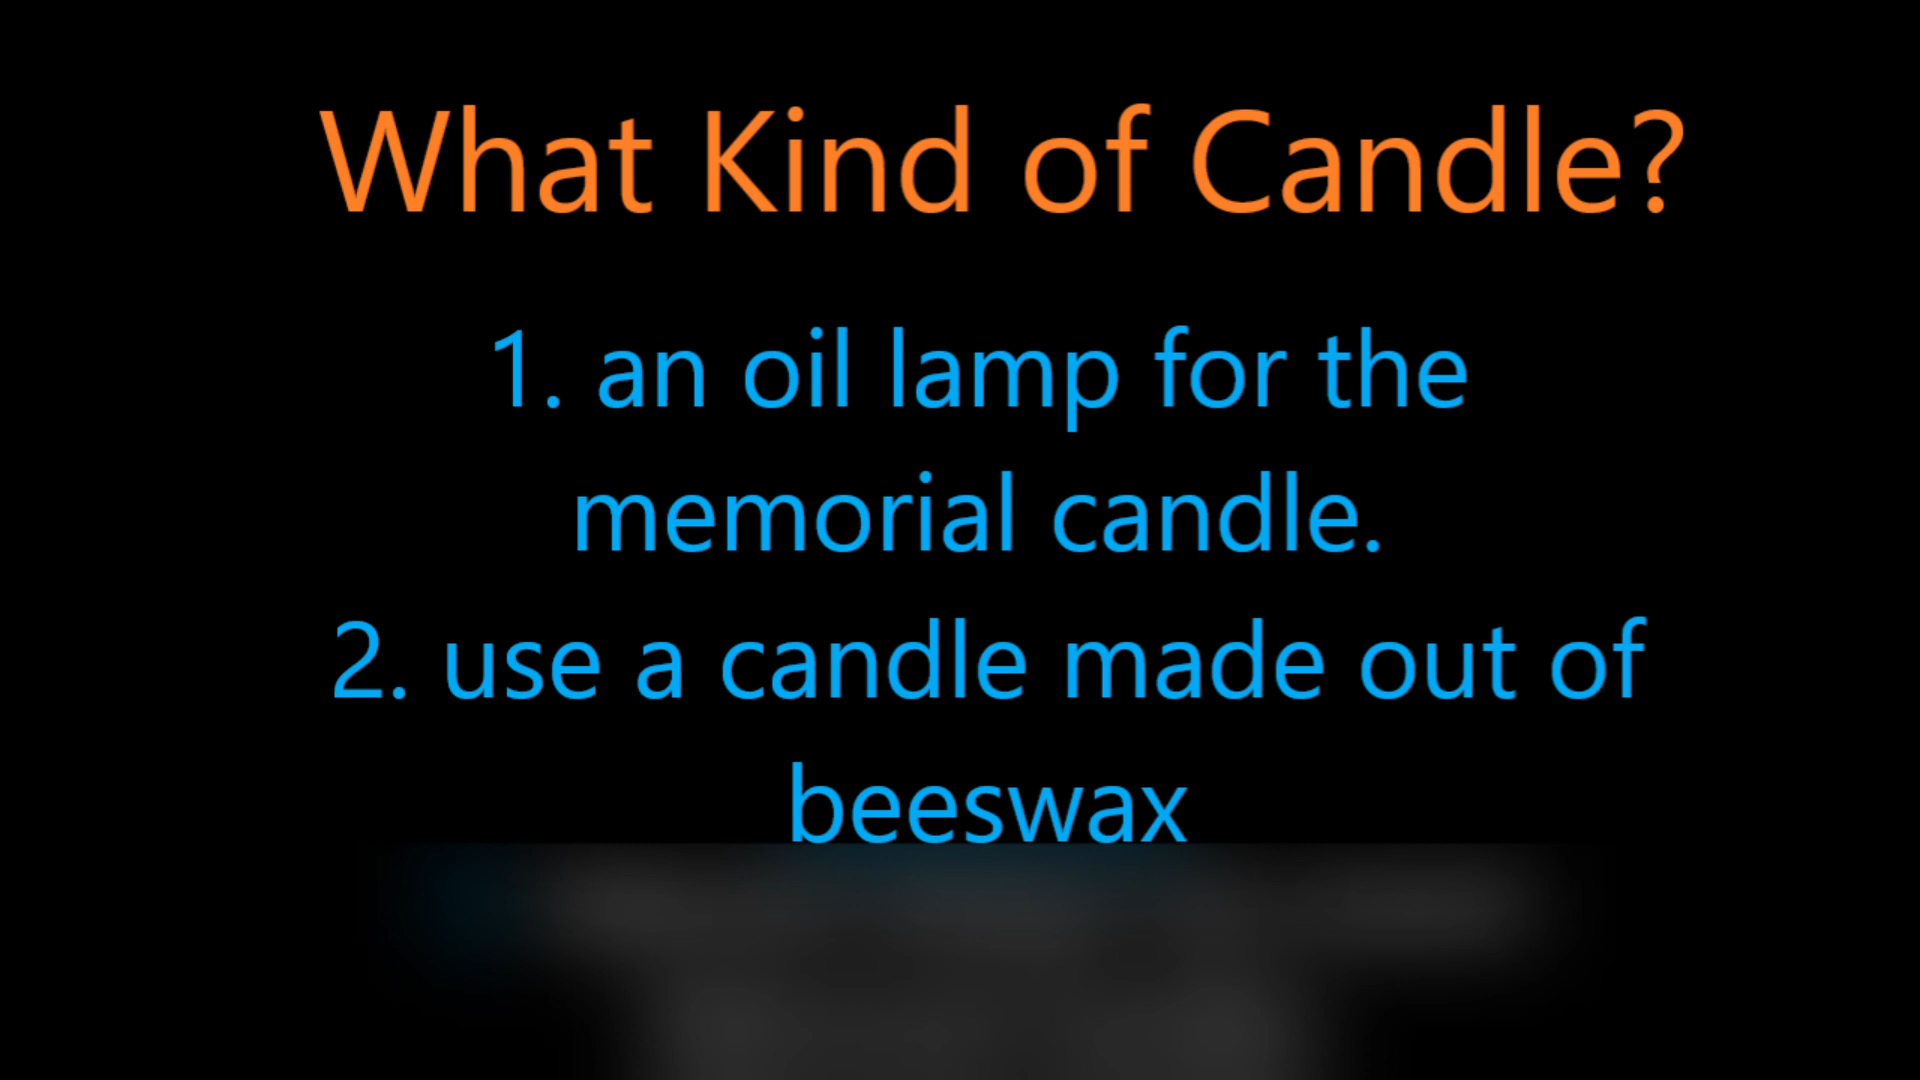 What Kind of Candle?
1. an oil lamp for the
memorial candle.
2. use a candle made out of
beeswax